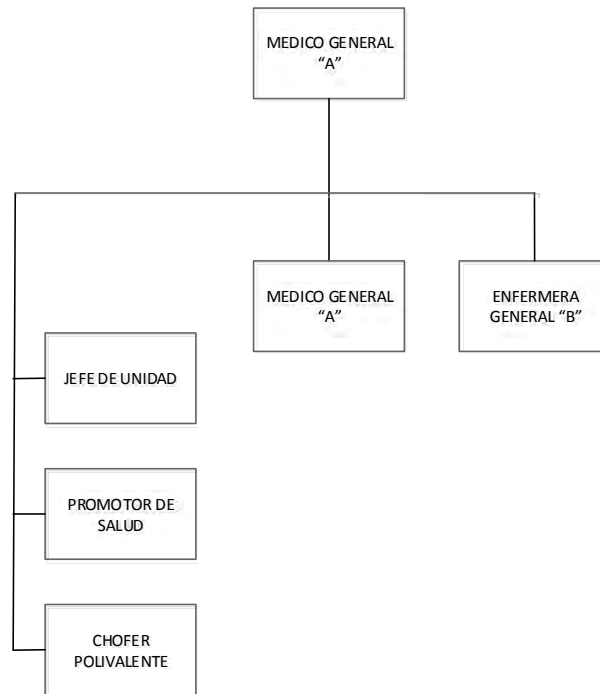 MEDICO GENERAL
“A”
MEDICO GENERAL
“A”
ENFERMERA
GENERAL “B”
JEFE DE UNIDAD
PROMOTOR DE
SALUD
CHOFER
POLIVALENTE